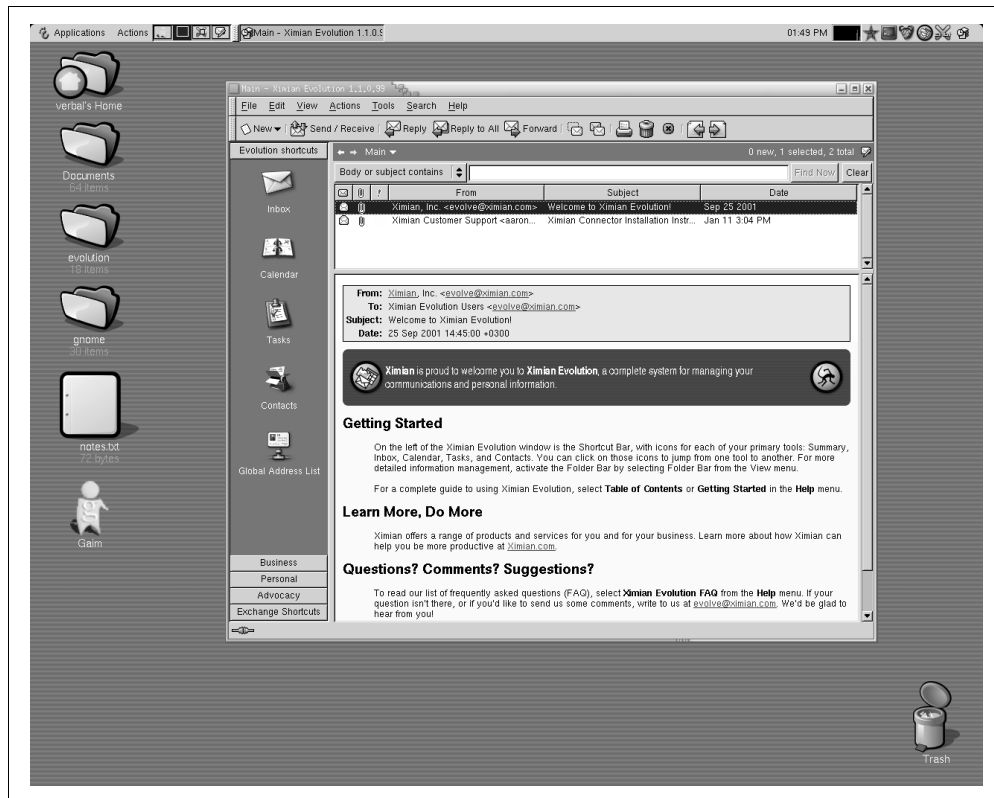 Applications Actions Main - Ximian Evolution 1.1.0.9 01:49 PM
verbal's Home
Documents
64 items
evolution
18 items
gnome
30 items
notes.txt
72 bytes
Gaim
Main - Ximian Evolution 1.1.0.99
File Edit View Actions Tools Search Help
New Send / Receive Reply Reply to All Forward
Evolution shortcuts
Main
0 new, 1 selected, 2 total
Body or subject contains Find Now Clear
! From Subject Date
Ximian, Inc. <evolve@ximian.com> Welcome to Ximian Evolution! Sep 25 2001
Ximian Customer Support <aaron... Ximian Connector Installation Instr... Jan 11 3:04 PM
Inbox
Calendar
Tasks
Contacts
Global Address List
Business
Personal
Advocacy
Exchange Shortcuts
From: Ximian, Inc. <evolve@ximian.com>
To: Ximian Evolution Users <evolve@ximian.com>
Subject: Welcome to Ximian Evolution!
Date: 25 Sep 2001 14:45:00 +0300
Ximian is proud to welcome you to Ximian Evolution, a complete system for managing your
communications and personal information.
Getting Started
On the left of the Ximian Evolution window is the Shortcut Bar, with icons for each of your primary tools: Summary,
Inbox, Calendar, Tasks, and Contacts. You can click on those icons to jump from one tool to another. For more
detailed information management, activate the Folder Bar by selecting Folder Bar from the View menu.
For a complete guide to using Ximian Evolution, select Table of Contents or Getting Started in the Help menu.
Learn More, Do More
Ximian offers a range of products and services for you and for your business. Learn more about how Ximian can
help you be more productive at Ximian.com.
Questions? Comments? Suggestions?
To read our list of frequently asked questions (FAQ), select Ximian Evolution FAQ from the Help menu. If your
question isn't there, or if you'd like to send us some comments, write to us at evolve@ximian.com. We'd be glad to
hear from you!
Trash